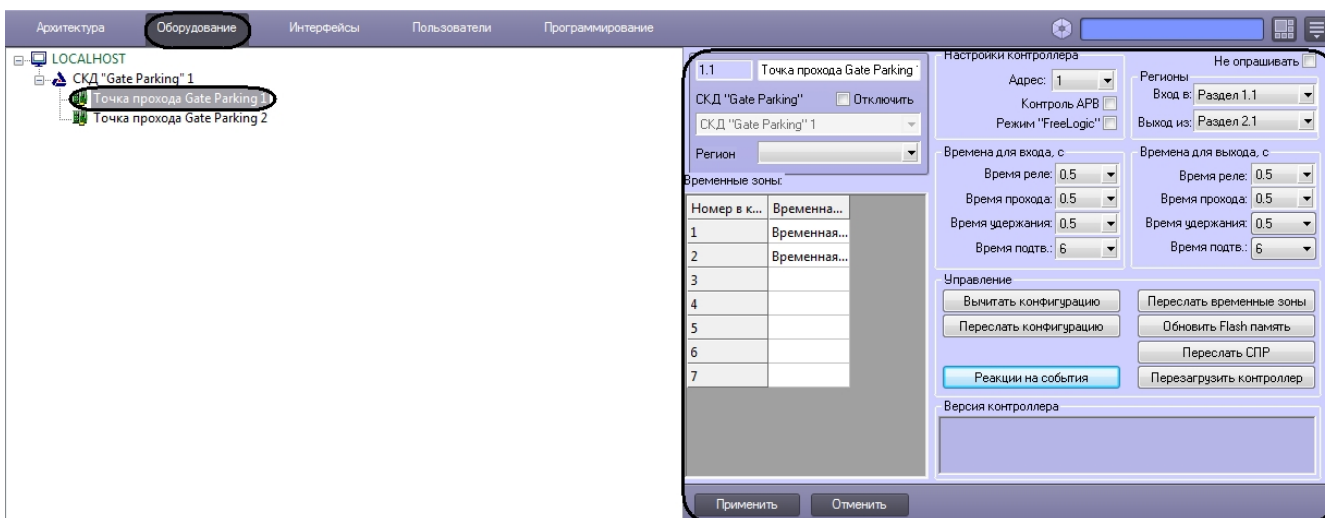 Архитектура Оборудование Интерфейсы Пользователи Программирование
LOCALHOST
СКД "Gate Parking" 1
Точка прохода Gate Parking 1
Точка прохода Gate Parking 2
1.1 Точка прохода Gate Parking
СКД "Gate Parking" Отключить
СКД "Gate Parking" 1
Регион
Временные зоны:
Номер в к... Временна...
1 Временная...
2 Временная...
3
4
5
6
7
Настройки контроллера
Адрес: 1
Контроль АРВ
Режим "FreeLogic"
Не опрашивать
Регионы
Вход в: Раздел 1.1
Выход из: Раздел 2.1
Времена для входа, с
Время реле: 0.5
Время прохода: 0.5
Время удержания: 0.5
Время подтв.: 6
Времена для выхода, с
Время реле: 0.5
Время прохода: 0.5
Время удержания: 0.5
Время подтв.: 6
Управление
Вычитать конфигурацию Переслать временные зоны
Переслать конфигурацию Обновить Flash память
Переслать СПР
Реакции на события Перезагрузить контроллер
Версия контроллера
Применить Отменить